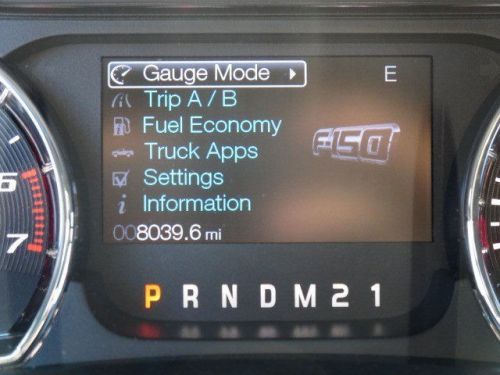 Gauge Mode E
Trip A / B
Fuel Economy
F-150
Truck Apps
Settings
Information
008039.6 mi
6
7
P R N D M 2 1